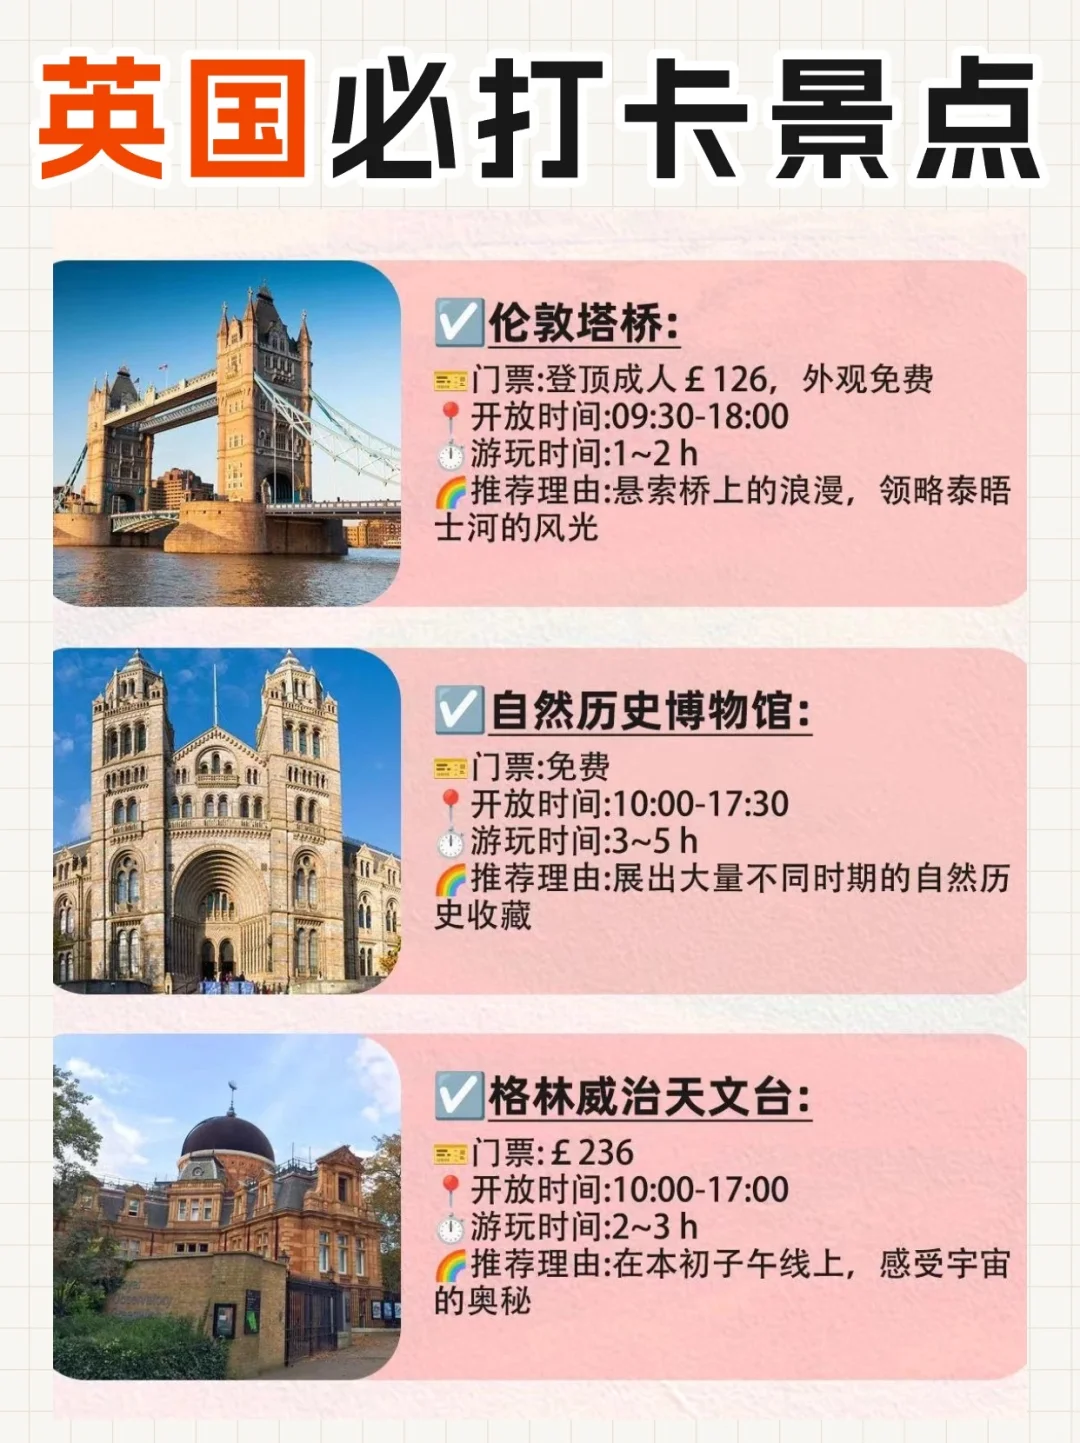 英国必打卡景点
☑️伦敦塔桥:
🎫门票:登顶成人£126，外观免费
📍开放时间:09:30-18:00
⏱️游玩时间:1~2 h
🌈推荐理由:悬索桥上的浪漫，领略泰晤
士河的风光
☑️自然历史博物馆:
🎫门票:免费
📍开放时间:10:00-17:30
⏱️游玩时间:3~5 h
🌈推荐理由:展出大量不同时期的自然历
史收藏
☑️格林威治天文台:
🎫门票:£236
📍开放时间:10:00-17:00
⏱️游玩时间:2~3 h
🌈推荐理由:在本初子午线上，感受宇宙
的奥秘